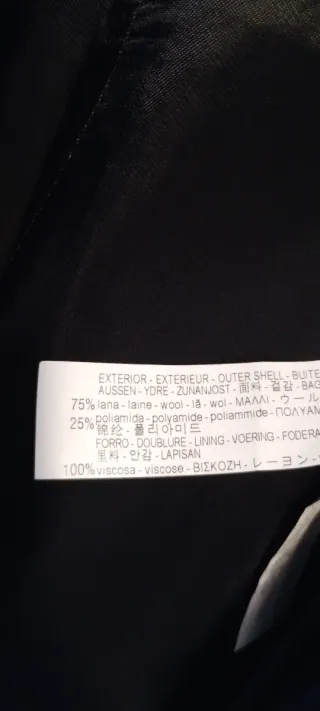 EXTERIOR - EXTERIEUR - OUTER SHELL - BUITE
AUSSEN - YDRE - ZUNANJOST - 面料 - 겉감 - BAG
75% lana - laine - wool - lã - wol - ΜΑΛΛΙ - ウール
25% poliamida - polyamide - poliammide - ΠΟΛΥΑΜ
锦纶 - 폴리아미드
FORRO - DOUBLURE - LINING - VOERING - FODERA
里料 - 안감 - LAPISAN
100% viscosa - viscose - ΒΙΣΚΟΖΗ - レーヨン -